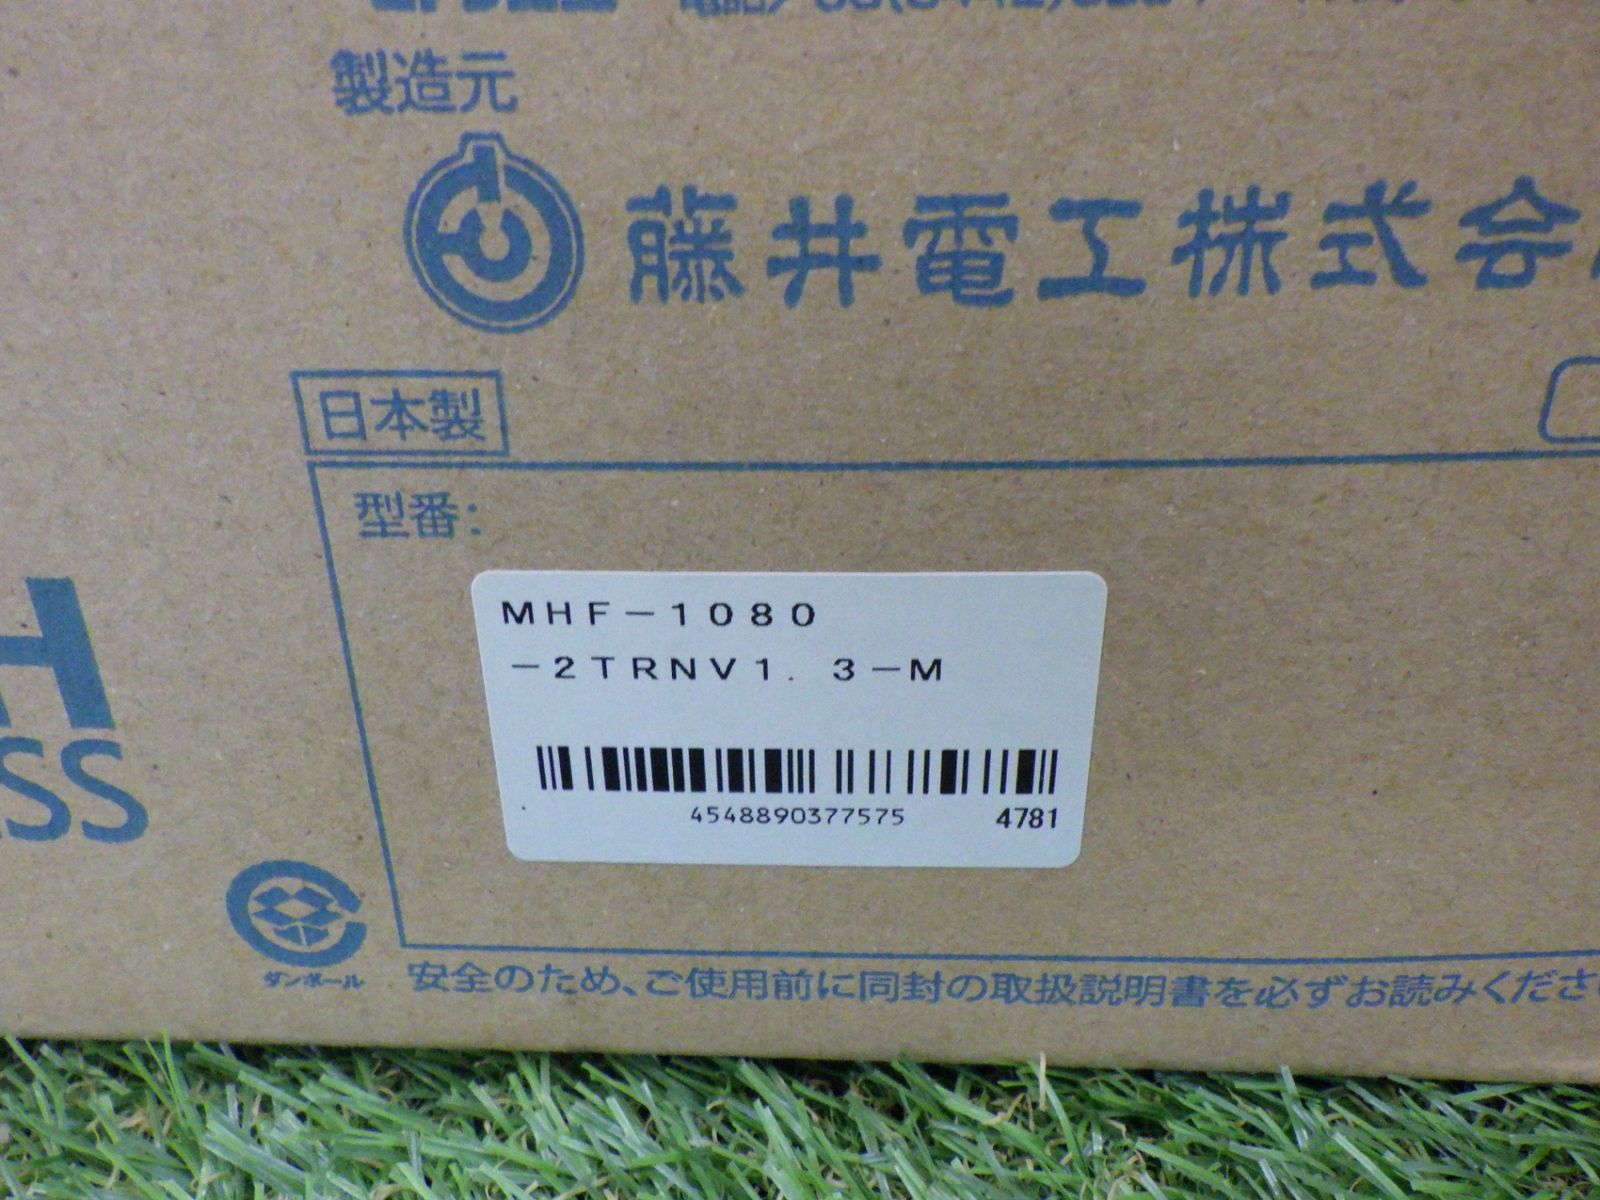 製造元
藤井電工株式会
日本製
型番:
MHF-1080
-2TRNV1. 3-M
4548890377575 4781
H
SS
ダンボール
安全のため、ご使用前に同封の取扱説明書を必ずお読みくださ